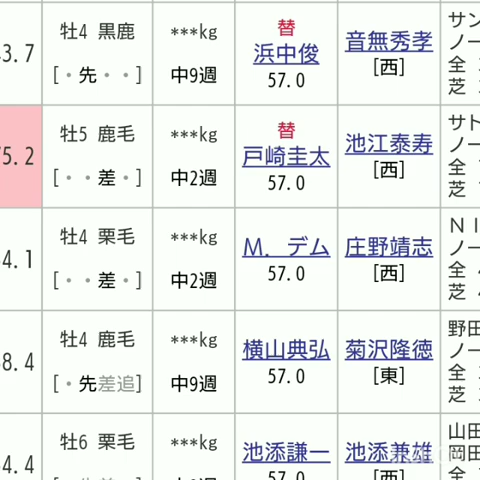 3.7
牡4 黒鹿
[・先・・]
***kg
中9週
替
浜中俊
57.0
音無秀孝
[西]
サン
ノー
全
芝
5.2
牡5 鹿毛
[・・差・]
***kg
中2週
替
戸崎圭太
57.0
池江泰寿
[西]
サト
ノー
全
芝
4.1
牡4 栗毛
[・・差・]
***kg
中2週
M．デム
57.0
庄野靖志
[西]
ＮＩ
ノー
全
芝
8.4
牡4 鹿毛
[・先差追]
***kg
中9週
横山典弘
57.0
菊沢隆徳
[東]
野田
ノー
全
芝
4.4
牡6 栗毛
***kg
池添謙一
57.0
池添兼雄
[西]
山田
岡田
全